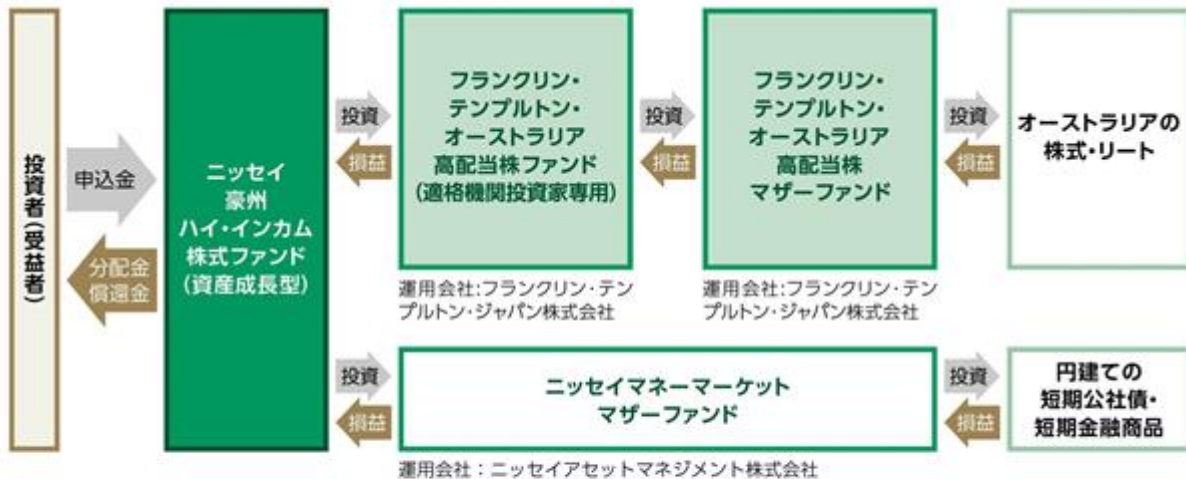 投資者(受益者)
申込金
分配金
償還金
ニッセイ
豪州
ハイ・インカム
株式ファンド
(資産成長型)
投資
損益
フランクリン・
テンプルトン・
オーストラリア
高配当株ファンド
(適格機関投資家専用)
運用会社:フランクリン・テン
プルトン・ジャパン株式会社
投資
損益
フランクリン・
テンプルトン・
オーストラリア
高配当株
マザーファンド
運用会社:フランクリン・テン
プルトン・ジャパン株式会社
投資
損益
オーストラリアの
株式・リート
投資
損益
ニッセイマネーマーケット
マザーファンド
運用会社：ニッセイアセットマネジメント株式会社
投資
損益
円建ての
短期公社債・
短期金融商品